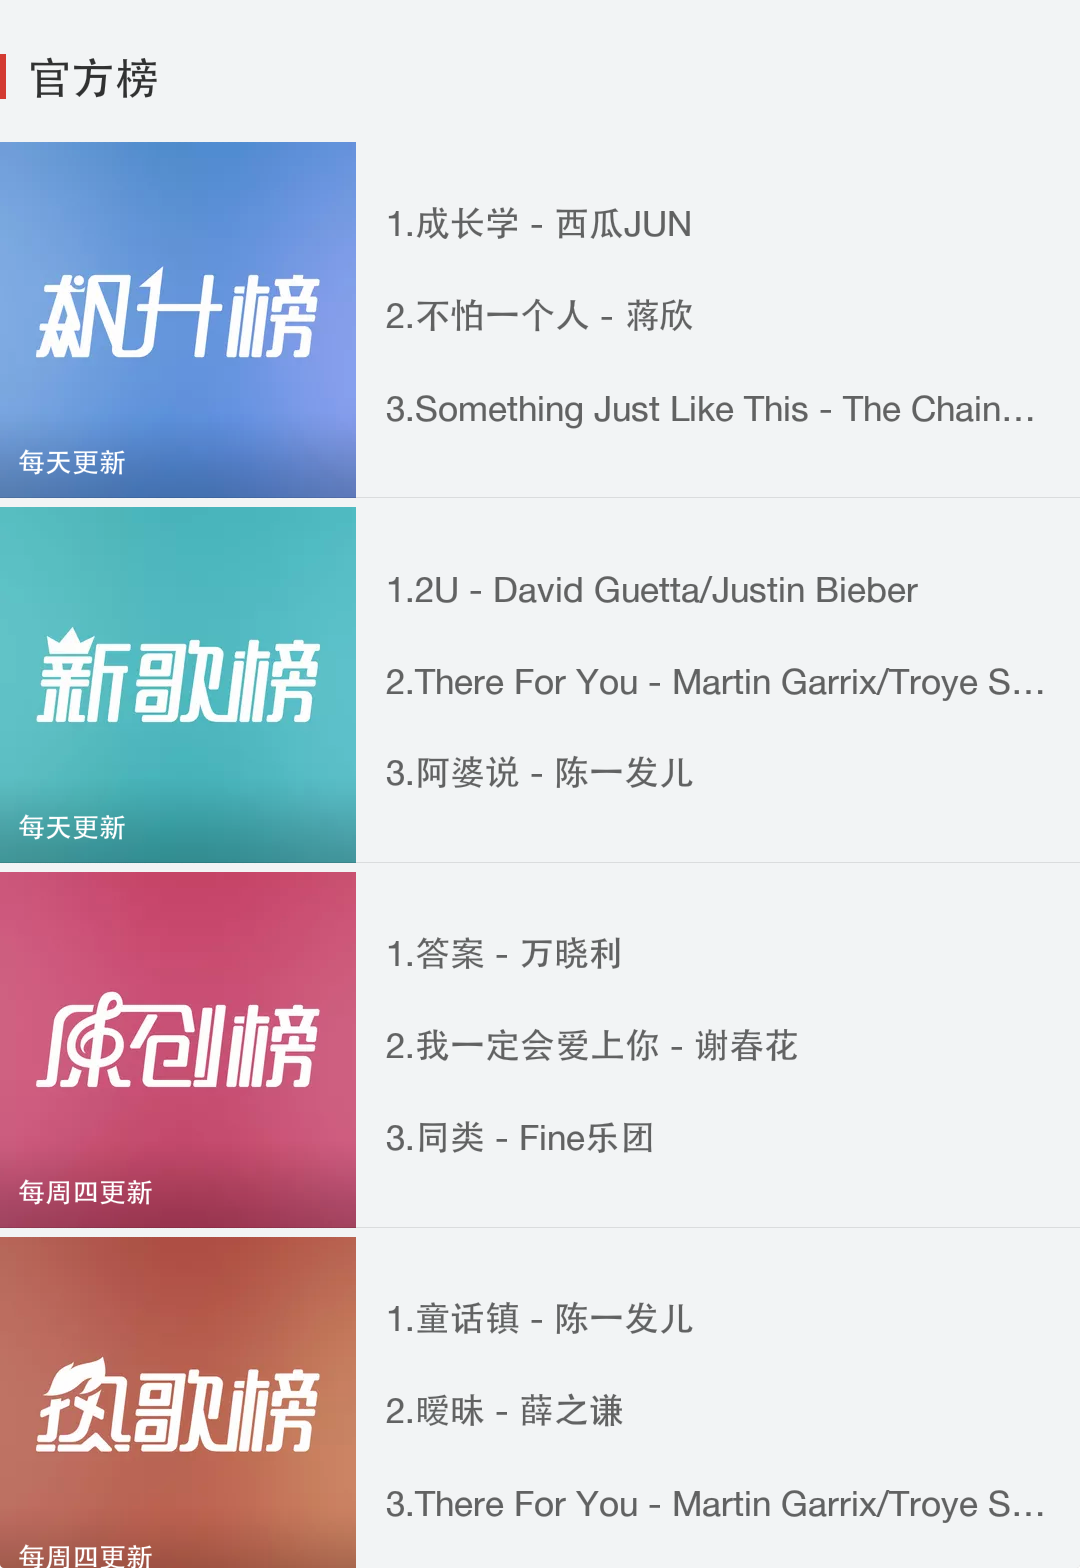 官方榜
飙升榜
每天更新
1.成长学 - 西瓜JUN
2.不怕一个人 - 蒋欣
3.Something Just Like This - The Chain...
新歌榜
每天更新
1.2U - David Guetta/Justin Bieber
2.There For You - Martin Garrix/Troye S...
3.阿婆说 - 陈一发儿
原创榜
每周四更新
1.答案 - 万晓利
2.我一定会爱上你 - 谢春花
3.同类 - Fine乐团
热歌榜
每周四更新
1.童话镇 - 陈一发儿
2.暧昧 - 薛之谦
3.There For You - Martin Garrix/Troye S...